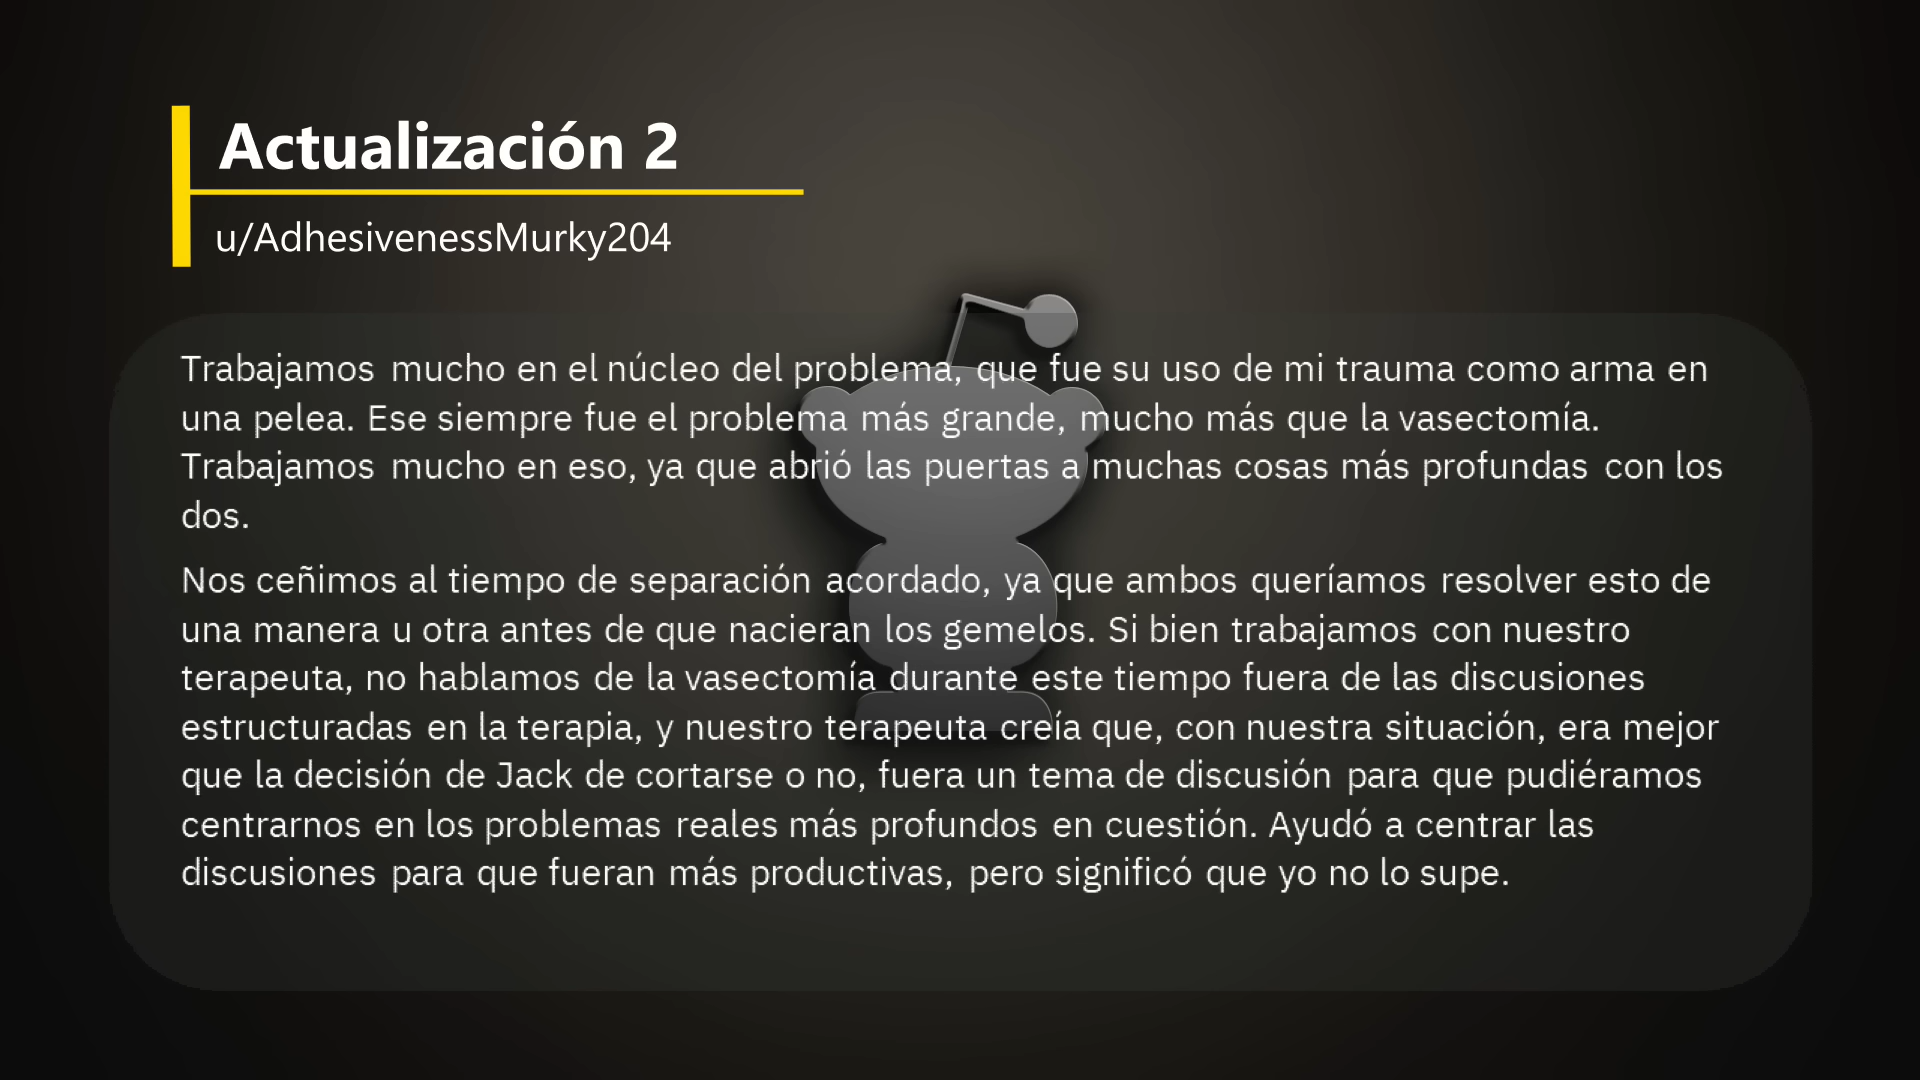 Actualización 2
u/AdhesivenessMurky204
Trabajamos mucho en el núcleo del problema, que fue su uso de mi trauma como arma en
una pelea. Ese siempre fue el problema más grande, mucho más que la vasectomía.
Trabajamos mucho en eso, ya que abrió las puertas a muchas cosas más profundas con los
dos.
Nos ceñimos al tiempo de separación acordado, ya que ambos queríamos resolver esto de
una manera u otra antes de que nacieran los gemelos. Si bien trabajamos con nuestro
terapeuta, no hablamos de la vasectomía durante este tiempo fuera de las discusiones
estructuradas en la terapia, y nuestro terapeuta creía que, con nuestra situación, era mejor
que la decisión de Jack de cortarse o no, fuera un tema de discusión para que pudiéramos
centrarnos en los problemas reales más profundos en cuestión. Ayudó a centrar las
discusiones para que fueran más productivas, pero significó que yo no lo supe.